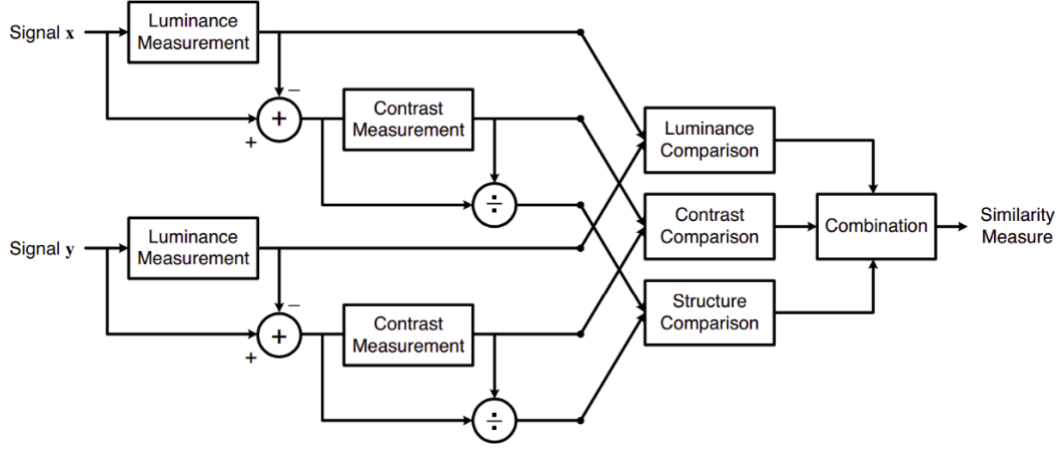 Signal x
Luminance
Measurement
−
+
+
Contrast
Measurement
÷
Luminance
Comparison
Signal y
Luminance
Measurement
−
+
+
Contrast
Measurement
÷
Contrast
Comparison
Structure
Comparison
Combination
Similarity
Measure